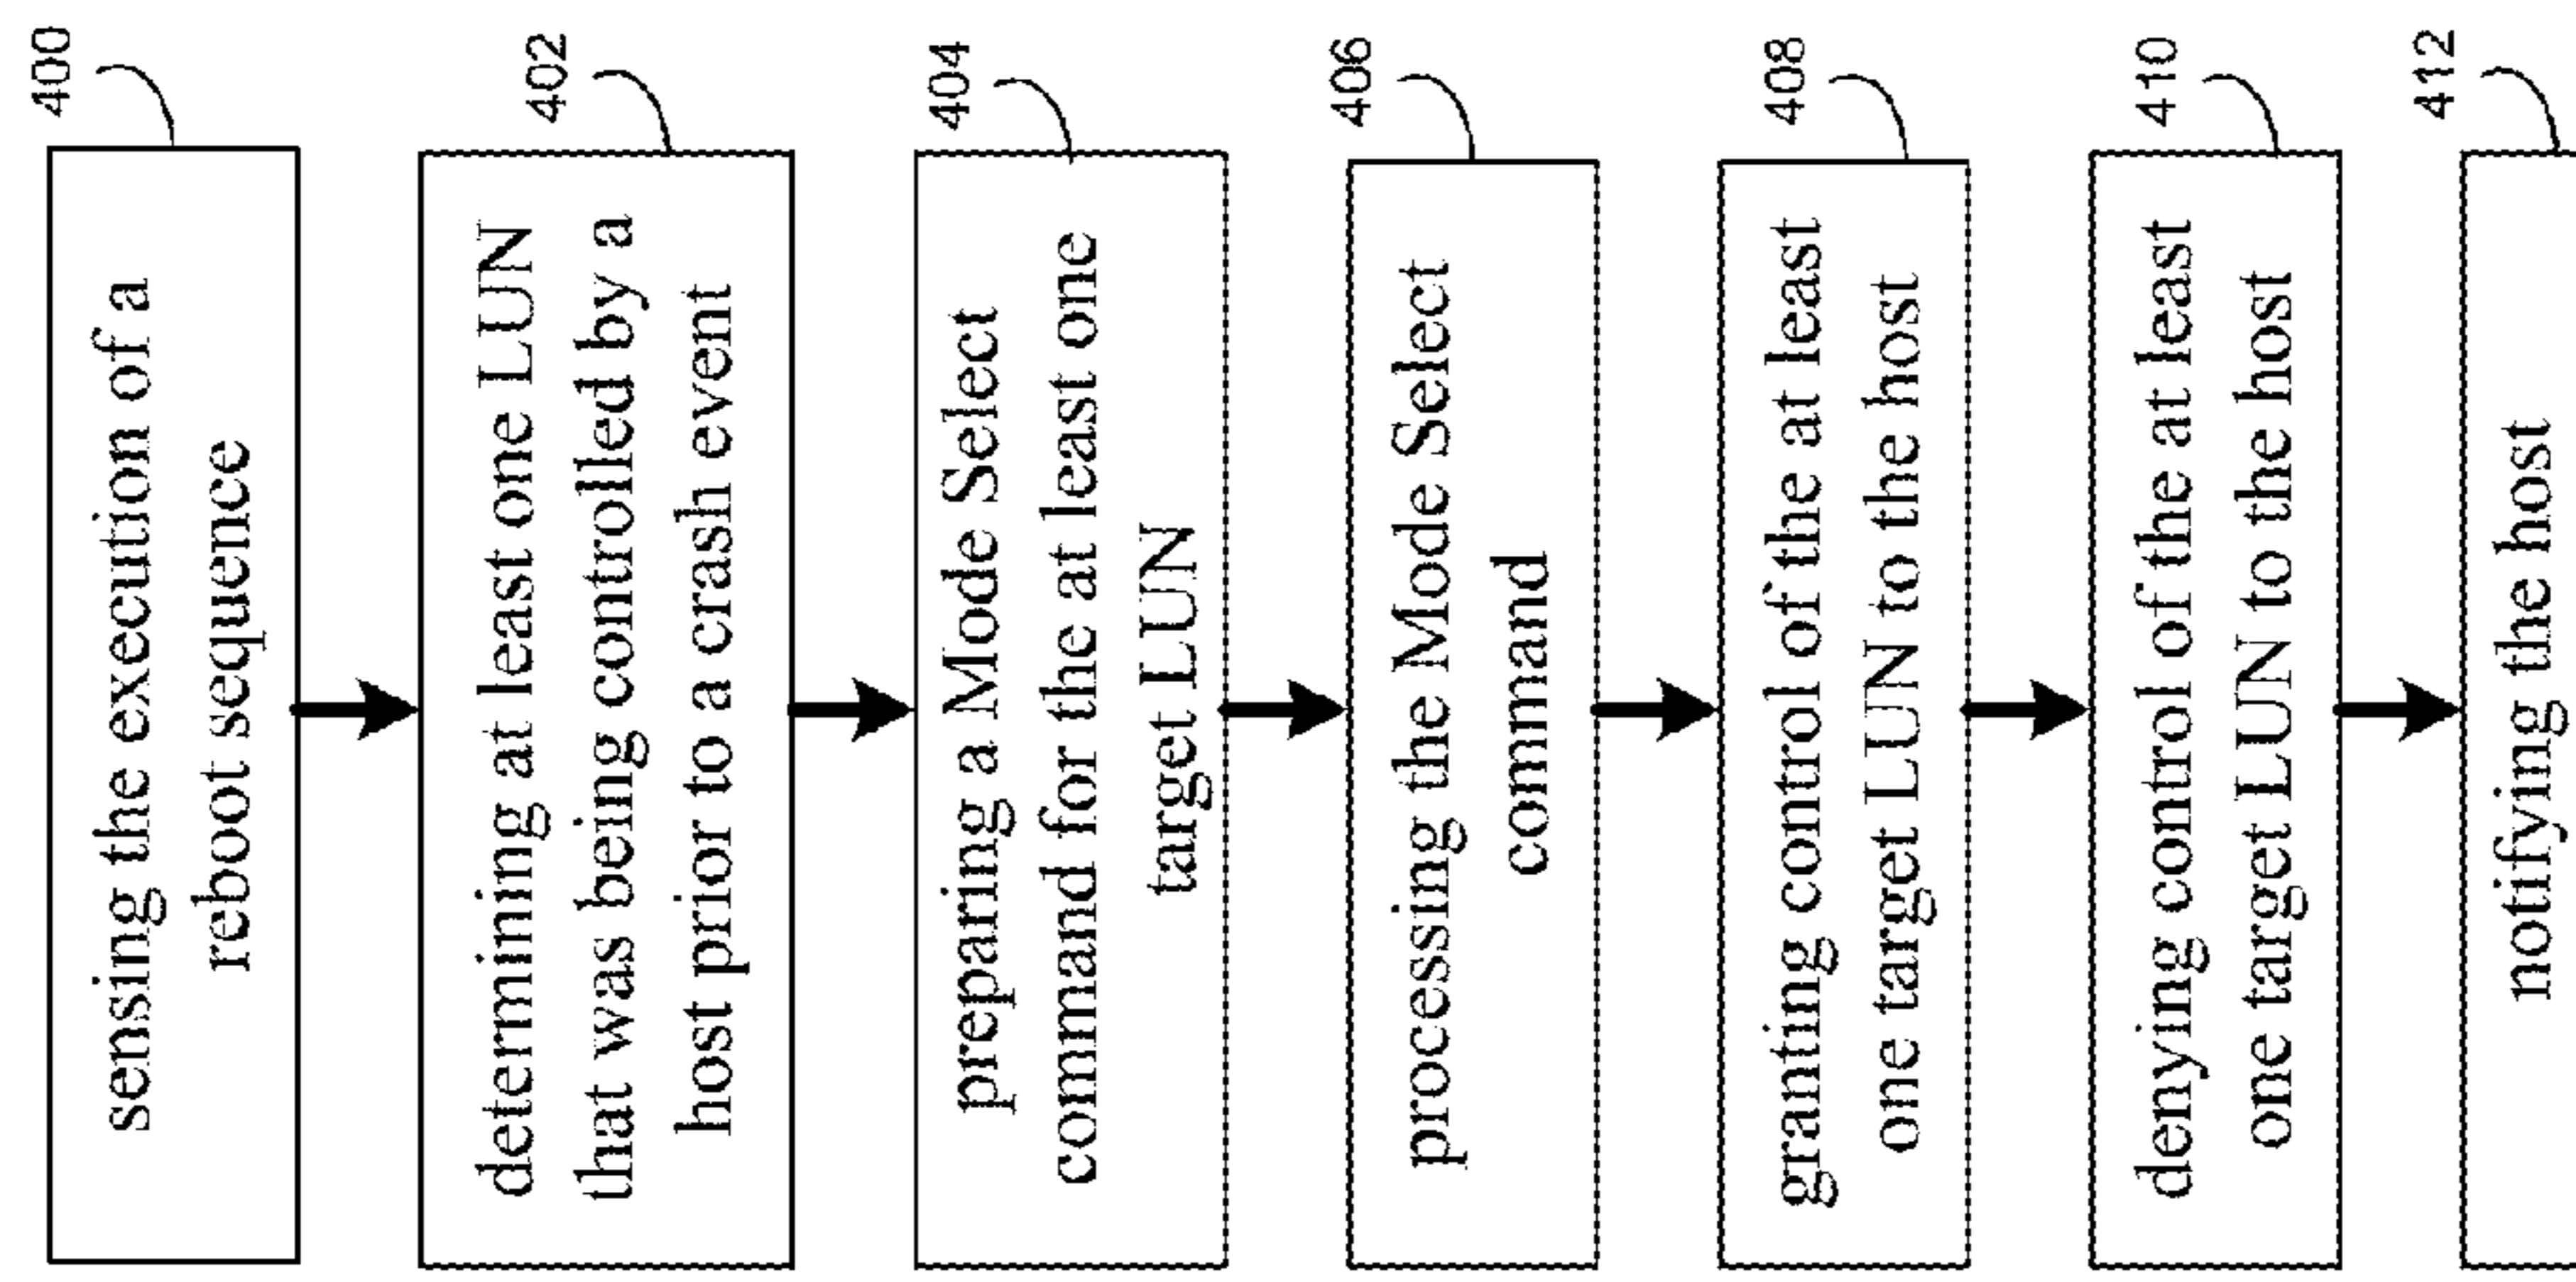 400
sensing the execution of a
reboot sequence
402
determining at least one LUN
that was being controlled by a
host prior to a crash event
404
preparing a Mode Select
command for the at least one
target LUN
406
processing the Mode Select
command
408
granting control of the at least
one target LUN to the host
410
denying control of the at least
one target LUN to the host
412
notifying the host